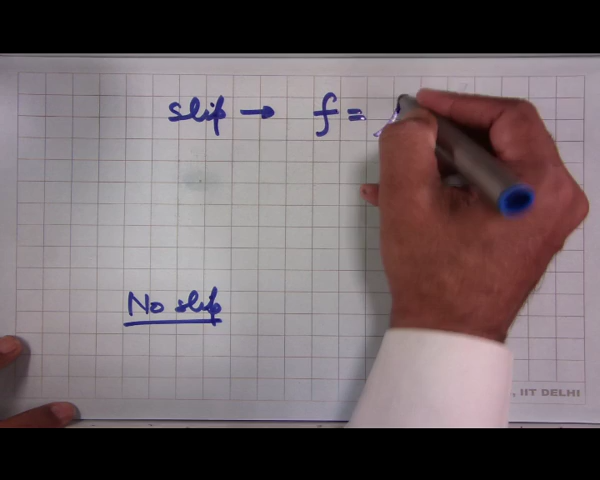 slip → f =
No slip
, IIT DELHI